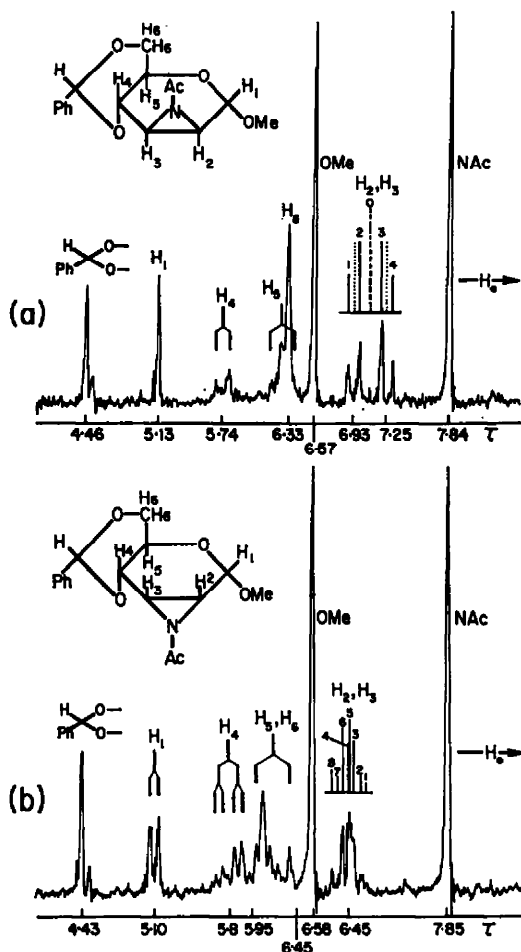 H₆
O CH₆
H H₄ O H₁
Ac
Ph O H₅ N OMe
H₃ H₂
OMe NAc
H₂, H₃
O
1 2 3 4
H O—
Ph O—
H₁ H₄ H₅ H₆ Hₑ
(a)
4·46 5·13 5·74 6·33 6·93 7·25 7·84 τ
6·57
H₆
O CH₆
H H₄ O H₁
Ph H₅ H₃ H² OMe
O
N
Ac
OMe NAc
H₂, H₃
5
4 6 3
8 7 2 1
H O—
Ph O—
H₁ H₄ H₅, H₆ Hₑ
(b)
4·43 5·10 5·8 5·95 6·58 6·45 7·85 τ
6·45